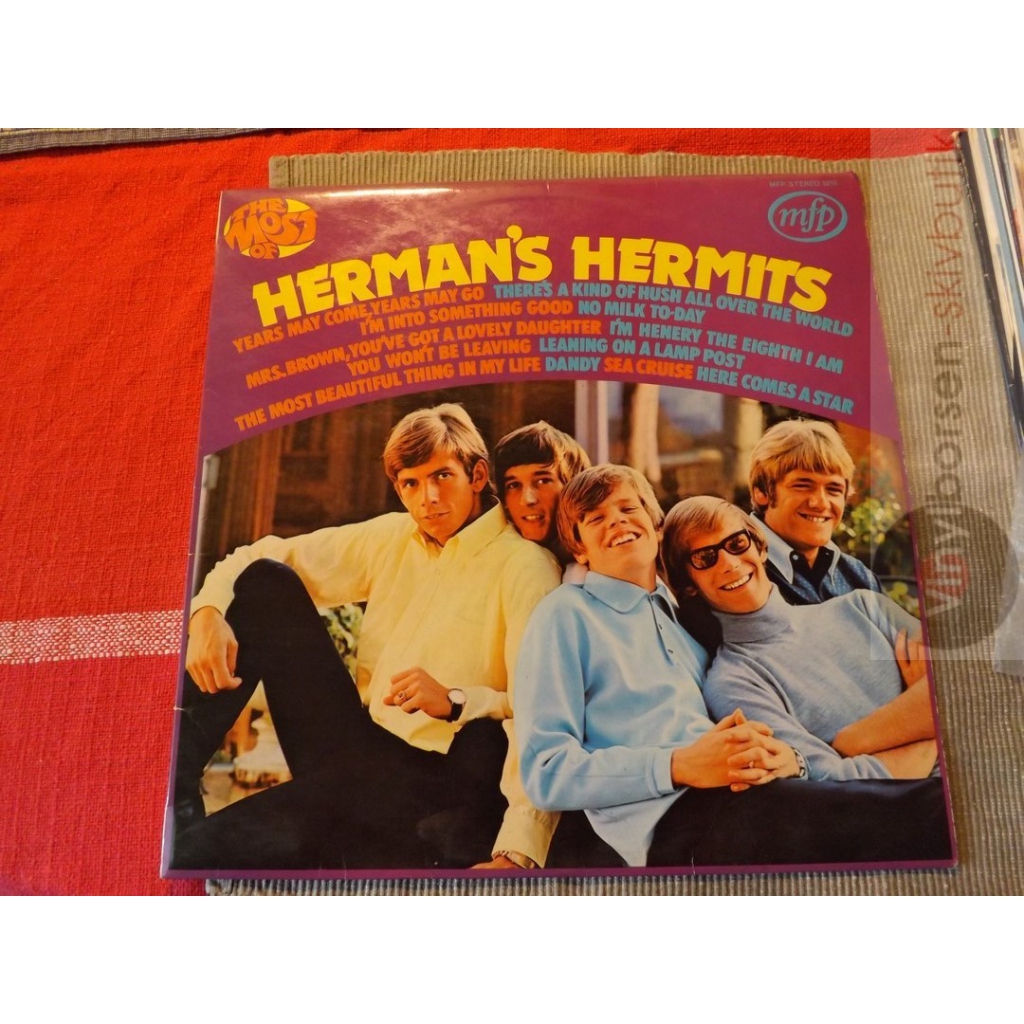 THE
MOST
OF
MFP STEREO
mfp
HERMAN'S HERMITS
YEARS MAY COME, YEARS MAY GO THERE'S A KIND OF HUSH ALL OVER THE WORLD
I'M INTO SOMETHING GOOD NO MILK TO-DAY
MRS. BROWN, YOU'VE GOT A LOVELY DAUGHTER I'M HENERY THE EIGHTH I AM
YOU WON'T BE LEAVING LEANING ON A LAMP POST
THE MOST BEAUTIFUL THING IN MY LIFE DANDY SEA CRUISE HERE COMES A STAR
vinylboorsen-skivbutik